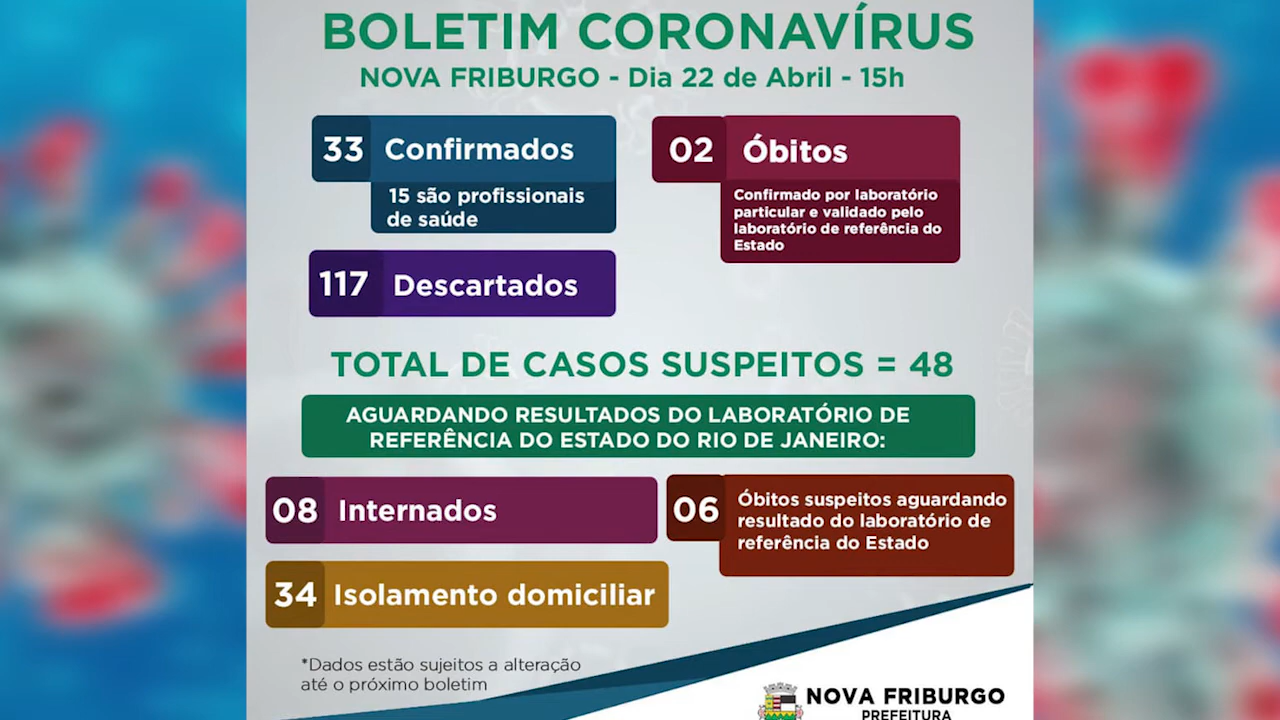 BOLETIM CORONAVÍRUS
NOVA FRIBURGO - Dia 22 de Abril - 15h
33 Confirmados
15 são profissionais
de saúde
02 Óbitos
Confirmado por laboratório
particular e validado pelo
laboratório de referência do
Estado
117 Descartados
TOTAL DE CASOS SUSPEITOS = 48
AGUARDANDO RESULTADOS DO LABORATÓRIO DE
REFERÊNCIA DO ESTADO DO RIO DE JANEIRO:
08 Internados
06 Óbitos suspeitos aguardando
resultado do laboratório de
referência do Estado
34 Isolamento domiciliar
*Dados estão sujeitos a alteração
até o próximo boletim
NOVA FRIBURGO
PREFEITURA